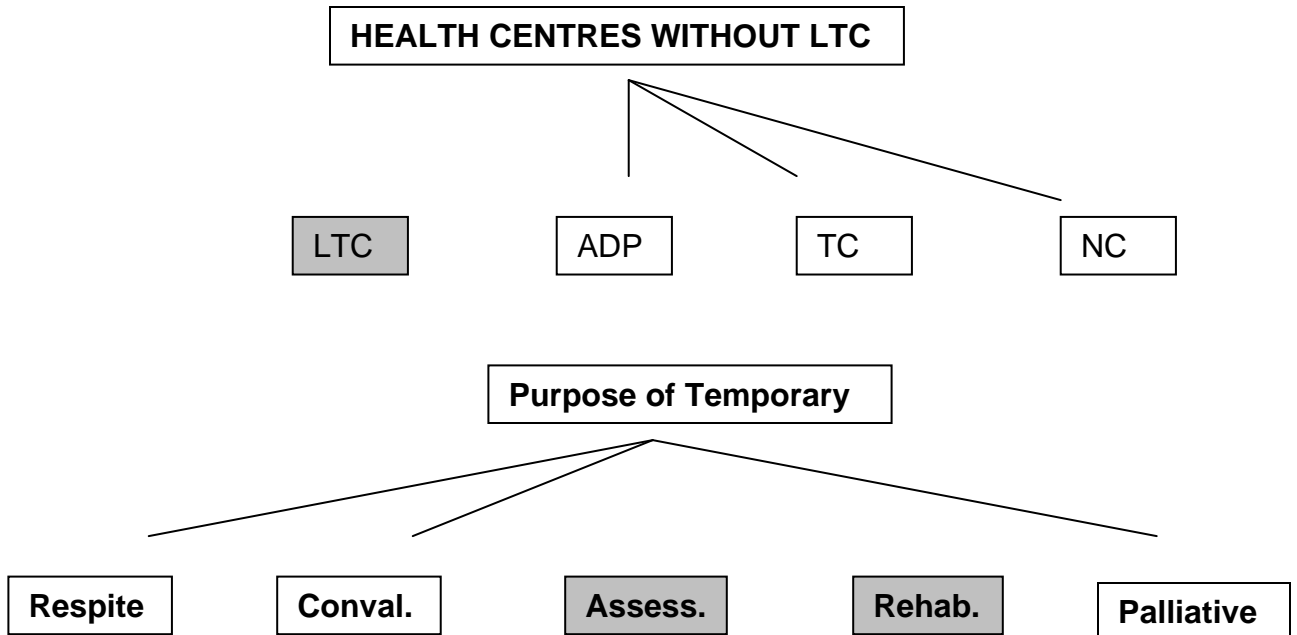 HEALTH CENTRES WITHOUT LTC
LTC ADP TC NC
Purpose of Temporary
Respite Conval. Assess. Rehab. Palliative